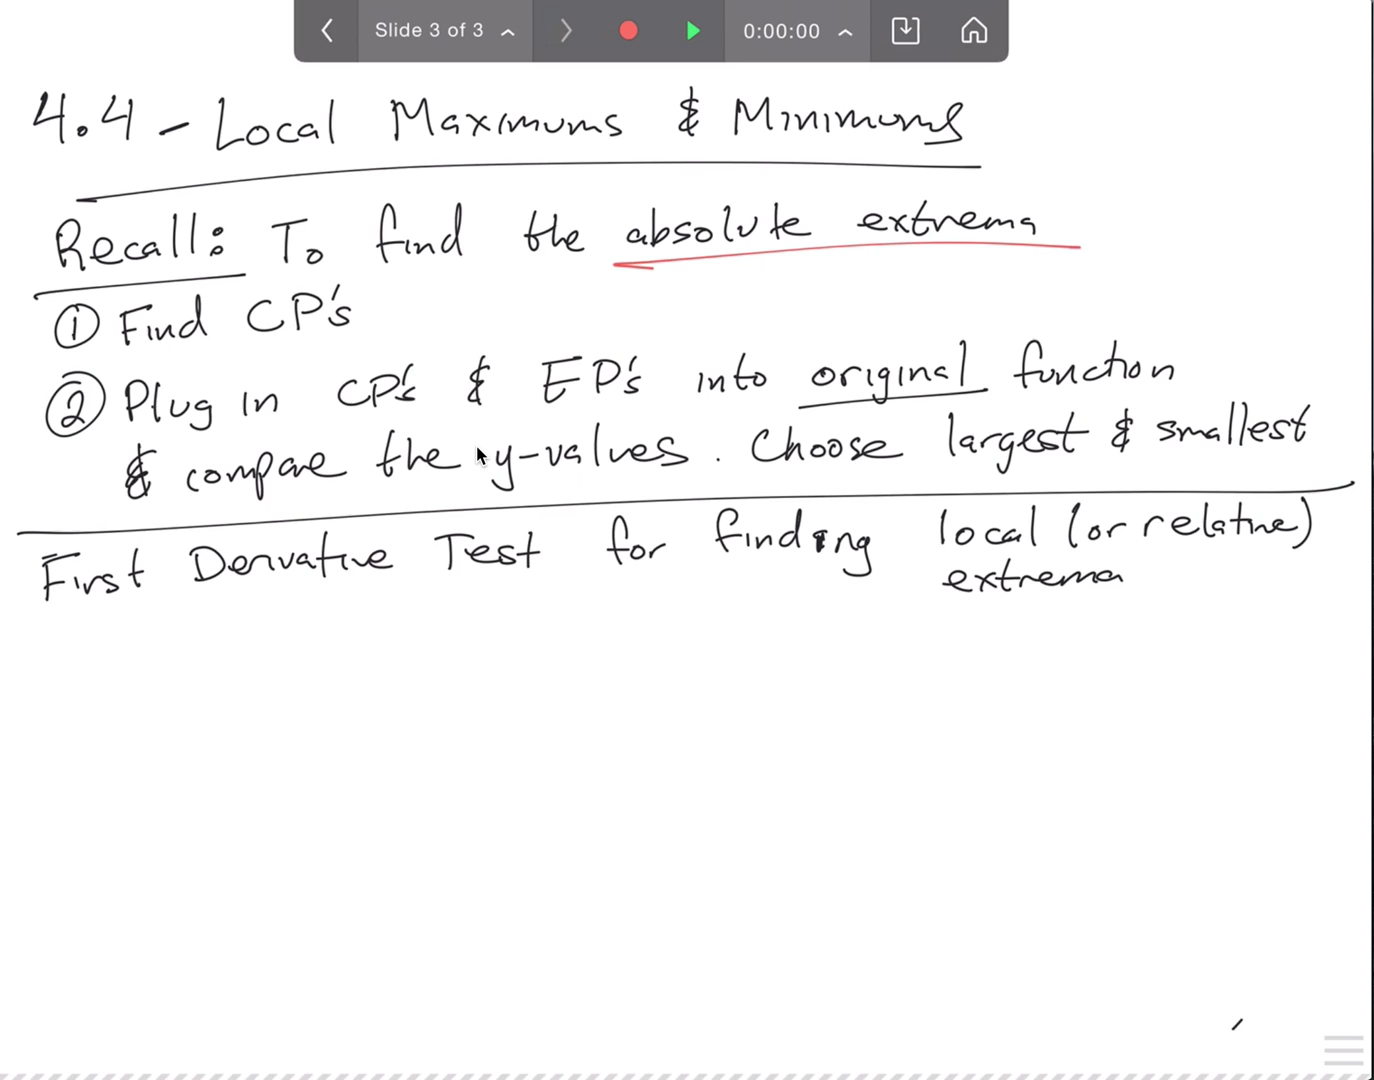 Slide 3 of 3
0:00:00
4.4 - Local Maximums & Minimums
Recall: To find the absolute extrema
① Find CP's
② Plug in CP's & EP's into original function
& compare the y-values. Choose largest & smallest
First Derivative Test for finding local (or relative)
extrema